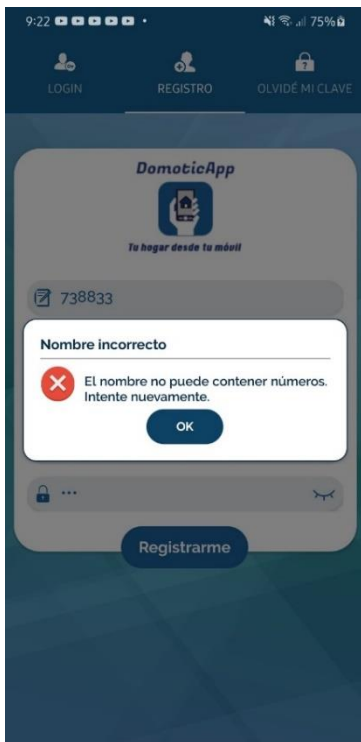 9:22
75%
LOGIN
REGISTRO
OLVIDÉ MI CLAVE
DomoticApp
Tu hogar desde tu móvil
738833
Nombre incorrecto
El nombre no puede contener números.
Intente nuevamente.
OK
Registrarme